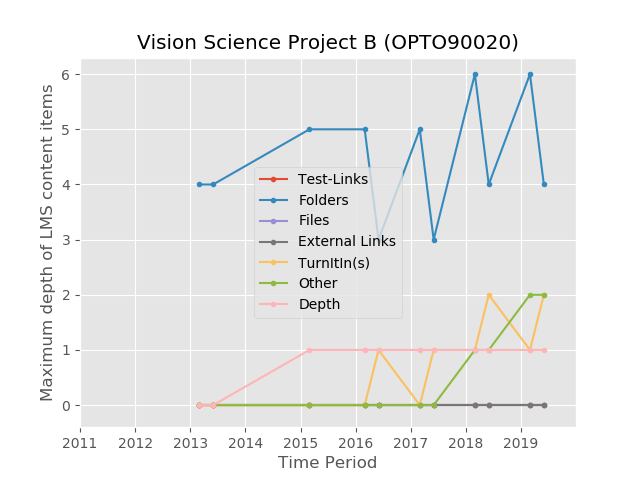 Vision Science Project B (OPTO90020)
Maximum depth of LMS content items
6
5
4
3
2
1
0
Test-Links
Folders
Files
External Links
TurnItIn(s)
Other
Depth
2011 2012 2013 2014 2015 2016 2017 2018 2019
Time Period